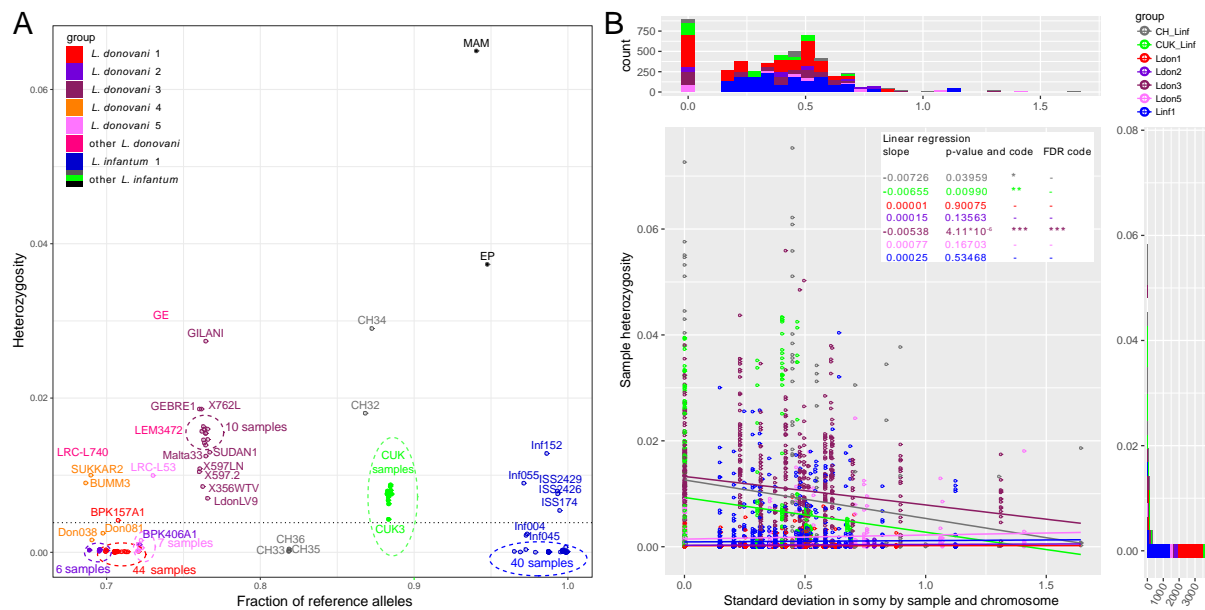 A
group
L. donovani 1
L. donovani 2
L. donovani 3
L. donovani 4
L. donovani 5
other L. donovani
L. infantum 1
other L. infantum
MAM
EP
GE
GILANI
CH34
GEBRE1
X762L
CH32
LEM3472
10 samples
LRC-L740
SUDAN1
Malta33
SUKKAR2
LRC-L53
X597LN
BUMM3
X597.2
X356WTV
LdonLV9
CUK
samples
CUK3
Inf152
Inf055
ISS2429
ISS2426
ISS174
BPK157A1
Don038
Don081
BPK406A1
7 samples
Inf004
Inf045
CH36
CH33
CH35
6 samples
44 samples
40 samples
0.06
0.04
0.02
0.00
Heterozygosity
0.7
0.8
0.9
1.0
Fraction of reference alleles
B
750
500
250
0
count
0.0
0.5
1.0
1.5
group
CH_Linf
CUK_Linf
Ldon1
Ldon2
Ldon3
Ldon5
Linf1
Linear regression
slope p-value and code FDR code
-0.00726 0.03959 * -
-0.00655 0.00990 ** -
0.00001 0.90075 - -
0.00015 0.13563 - -
-0.00538 4.11*10 *** ***
0.00077 0.16703 - -
0.00025 0.53468 - -
0.08
0.06
0.04
0.02
0.00
Sample heterozygosity
0.0
0.5
1.0
1.5
Standard deviation in somy by sample and chromosome
0.08
0.06
0.04
0.02
0.00
0
1000
2000
3000